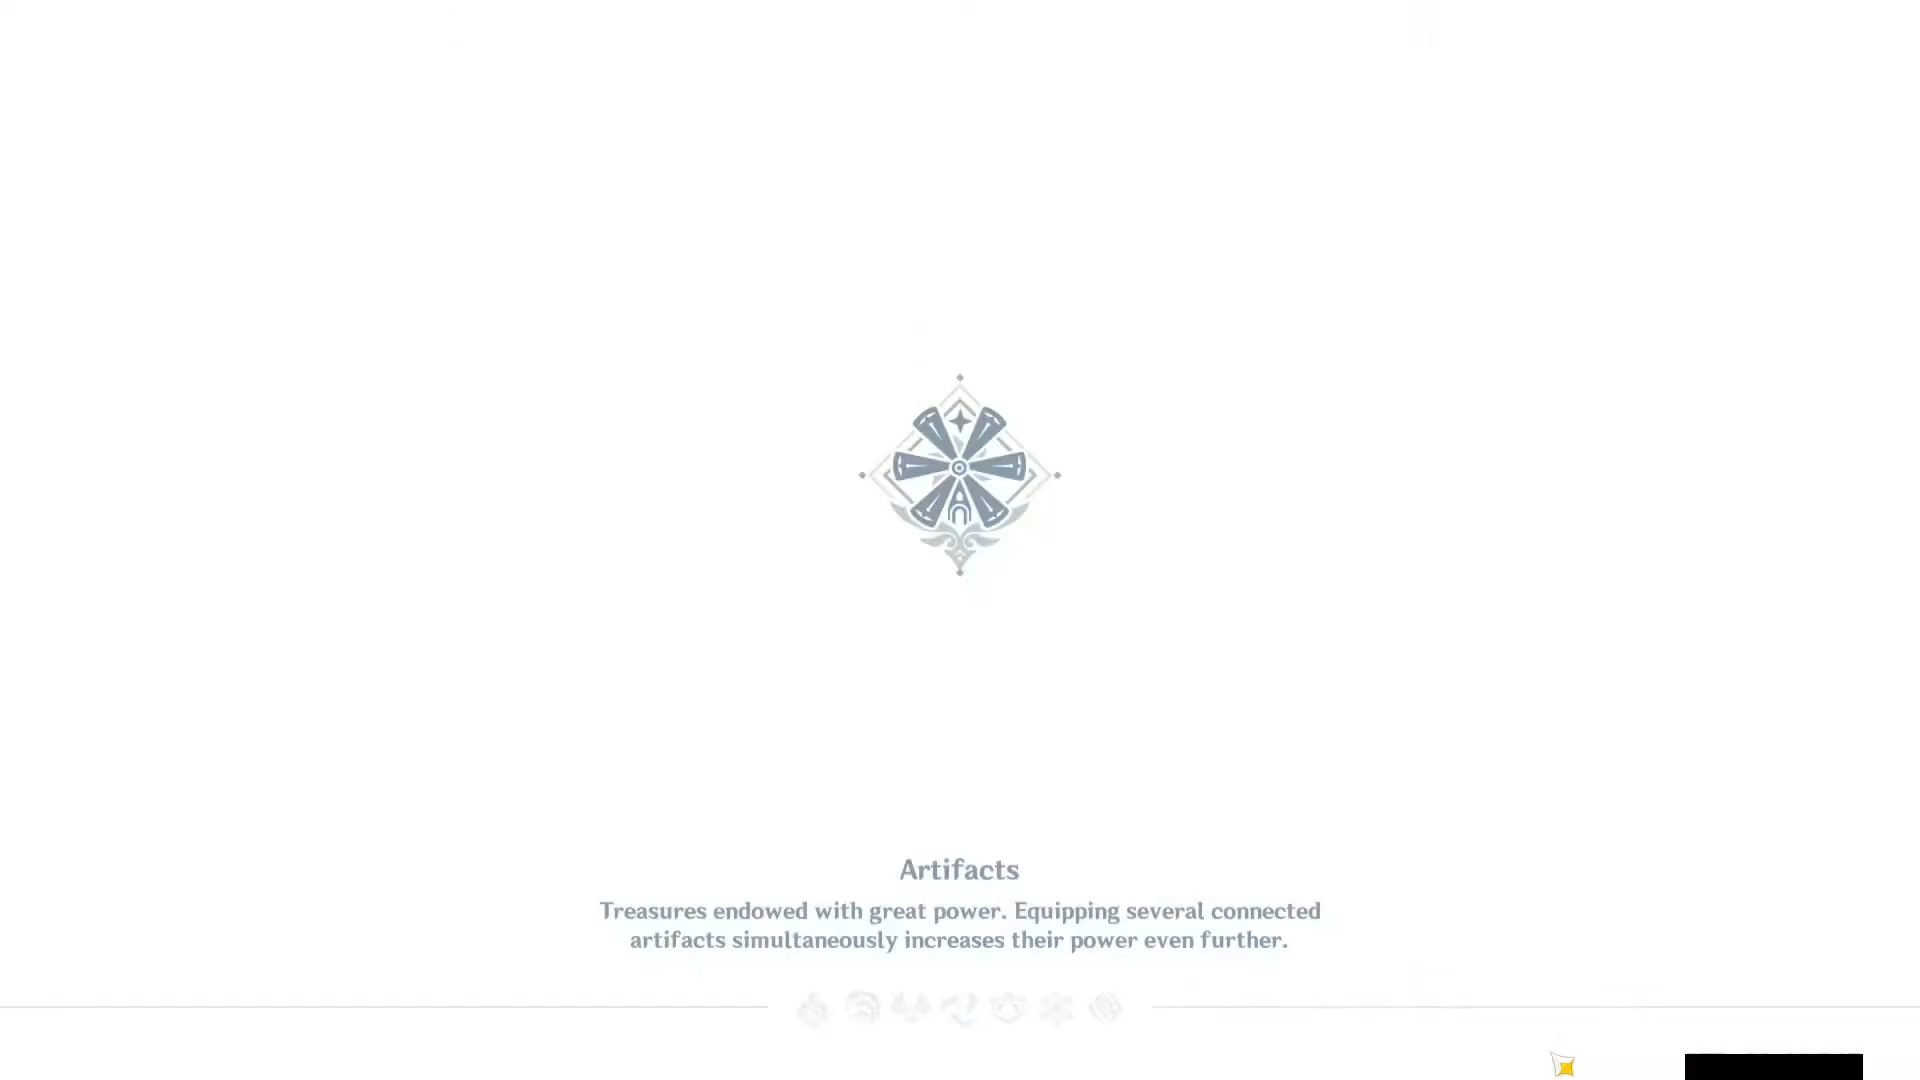 Artifacts
Treasures endowed with great power. Equipping several connected
artifacts simultaneously increases their power even further.